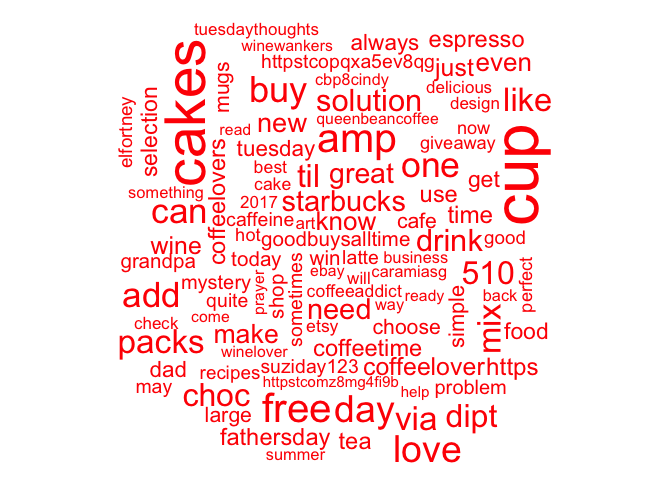 tuesdaythoughts
winewankers
always
espresso
httpstcopqxa5ev8qg
just
even
cakes
mugs
buy
cbp8cindy
delicious
solution
design
like
elfortney
selection
read
new
queenbeancoffee
now
amp
giveaway
cup
coffeelovers
tuesday
best
cake
til
great
one
get
something
2017
starbucks
use
can
caffeine
art
know
cafe
time
wine
hot
goodbuysalltime
drink
good
grandpa
today
win
latte
business
510
mystery
prayer
shop
sometimes
ebay
will
caramiasg
perfect
add
quite
coffeeaddict
ready
simple
back
come
need
way
mix
check
packs
make
etsy
choose
food
winelover
coffeetime
dad
recipes
suziday123
coffeeloverhttps
may
choc
httpstcomz8mg4fi9b
help
problem
large
free
day
via
dipt
fathersday
tea
love
summer